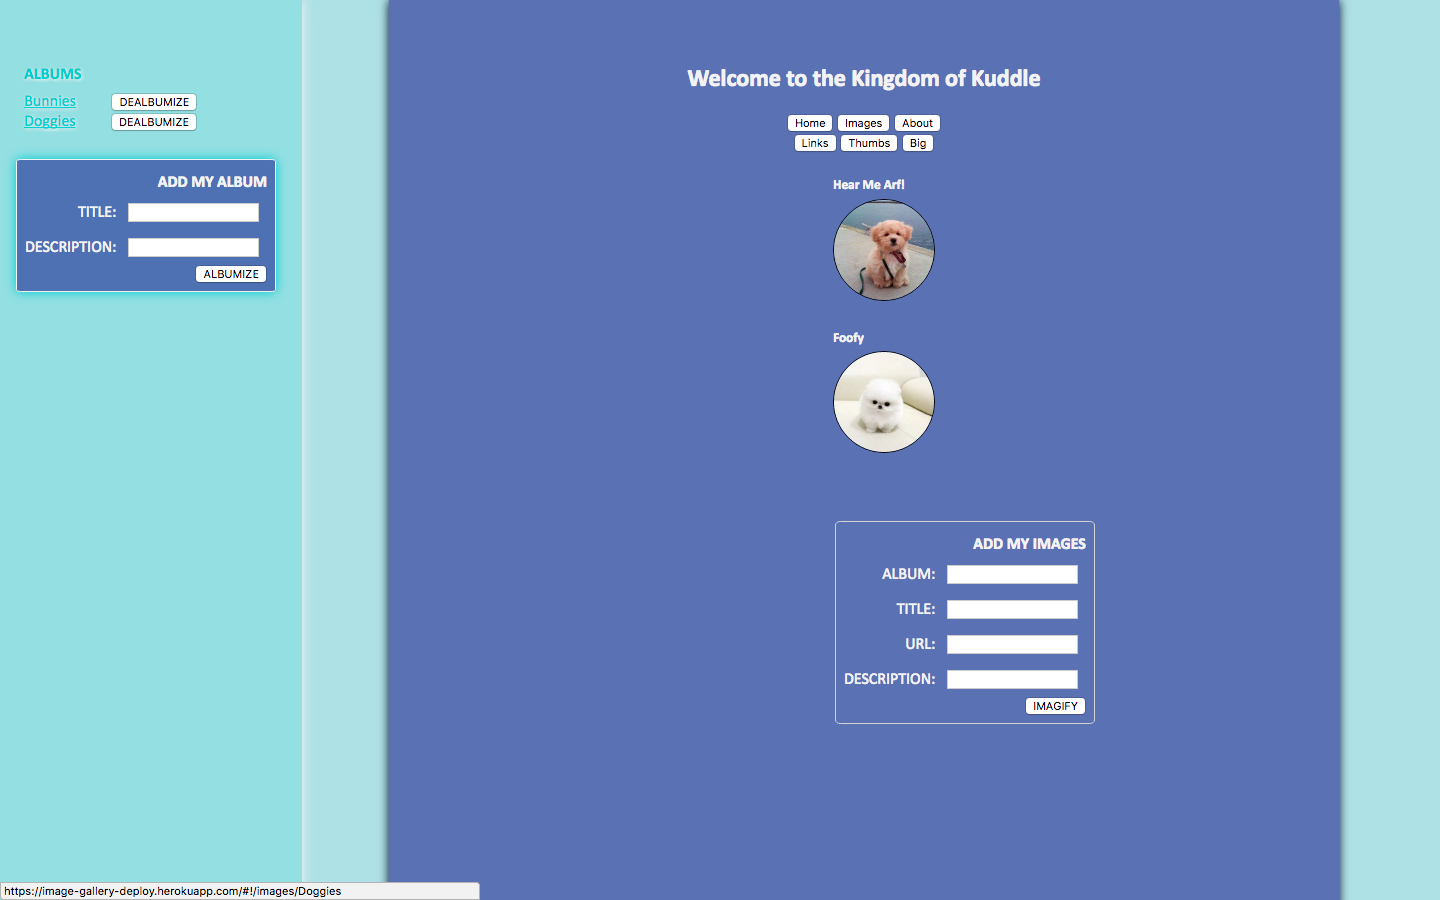 ALBUMS
Bunnies DEALBUMIZE
Doggies DEALBUMIZE
ADD MY ALBUM
TITLE:
DESCRIPTION:
ALBUMIZE
Welcome to the Kingdom of Kuddle
Home Images About
Links Thumbs Big
Hear Me Arf!
Foofy
ADD MY IMAGES
ALBUM:
TITLE:
URL:
DESCRIPTION:
IMAGIFY
https://image-gallery-deploy.herokuapp.com/#!/images/Doggies